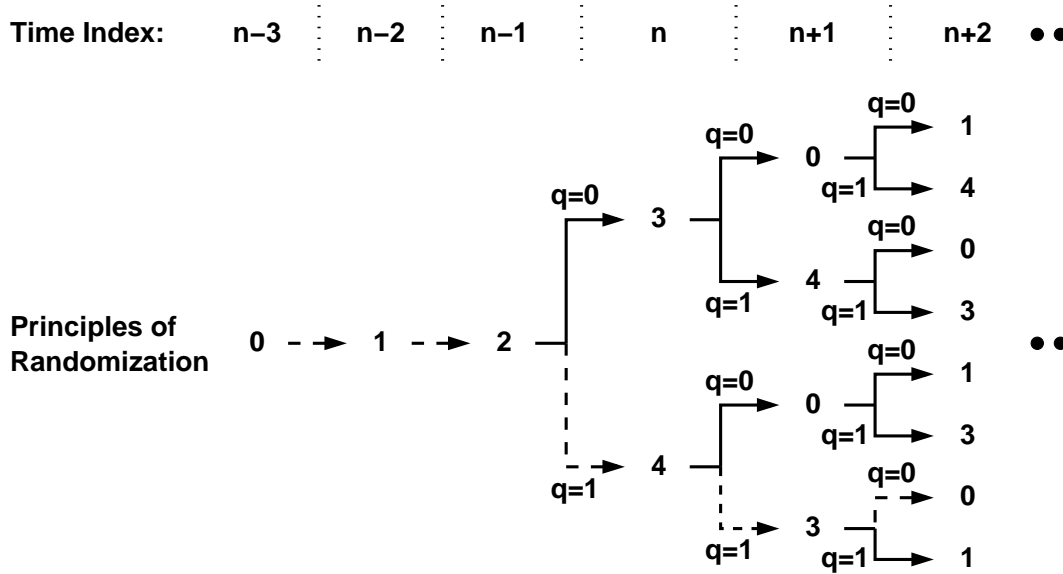 Time Index: n−3 n−2 n−1 n n+1 n+2
q=0
q=0 1
0
q=1 4
q=0 3
q=0
0
q=1 4
q=1 3
Principles of
Randomization 0 1 2
q=0
q=0 1
0
q=1 3
q=1 4
q=0
0
q=1 3
q=1 1